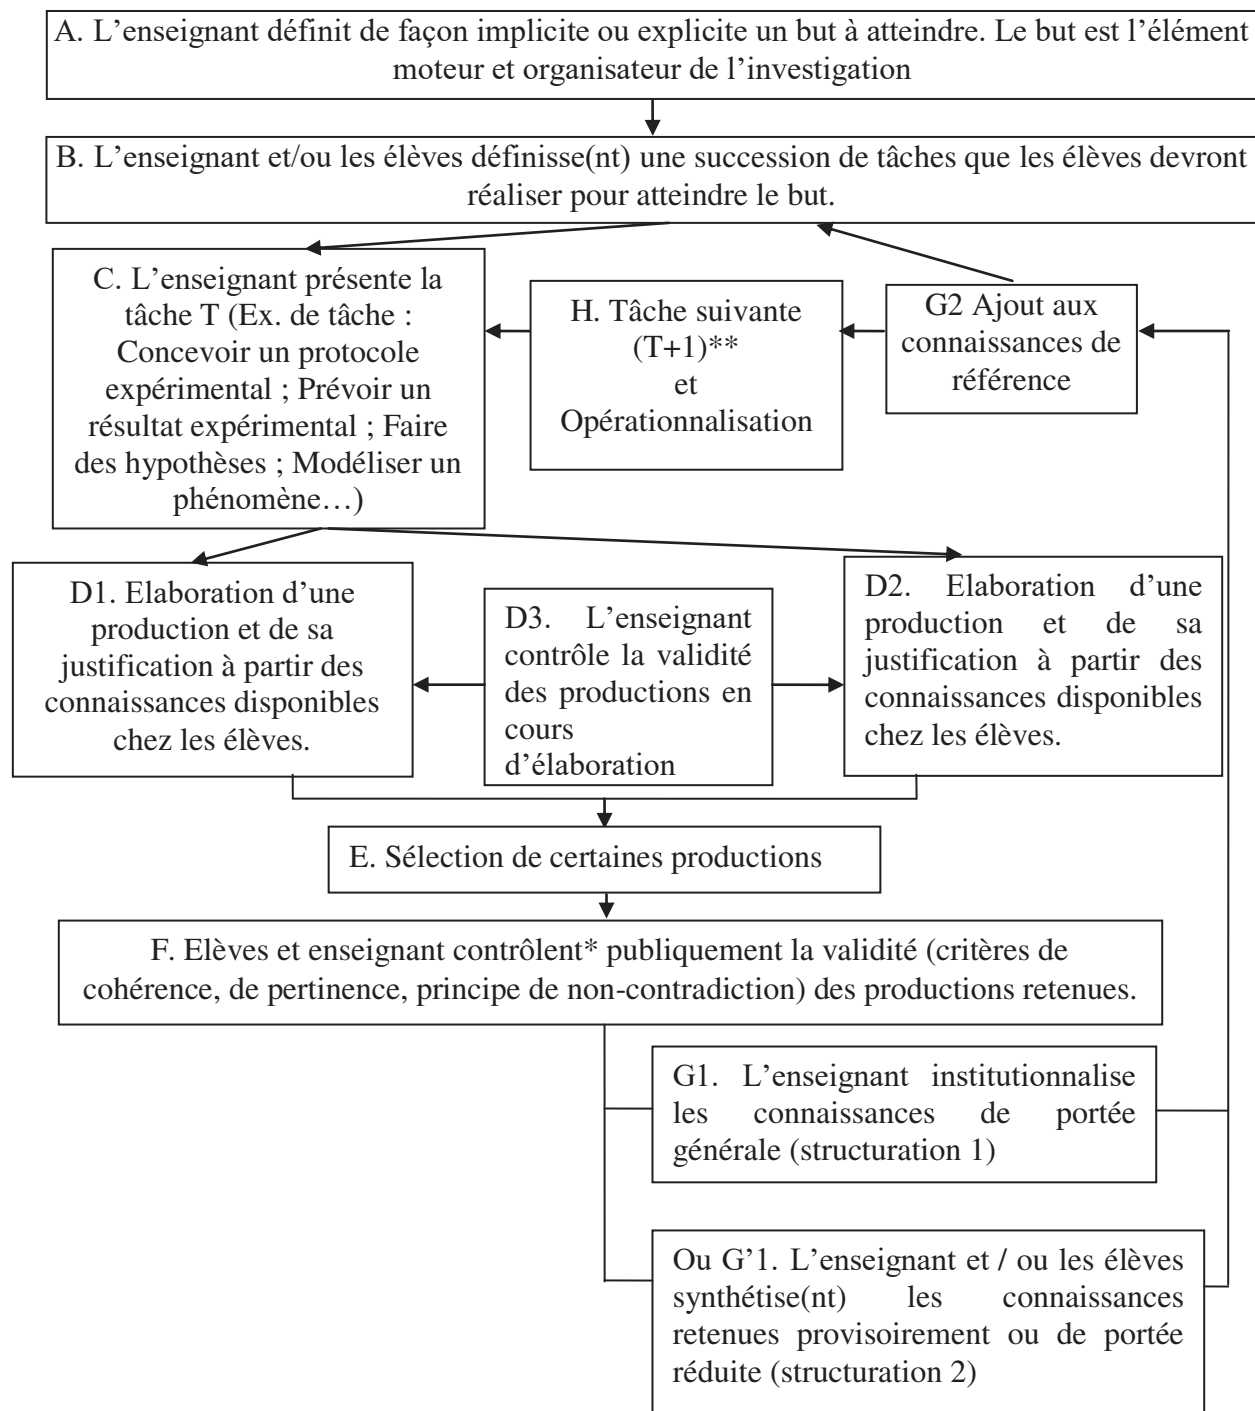 A. L’enseignant définit de façon implicite ou explicite un but à atteindre. Le but est l’élément
moteur et organisateur de l’investigation
B. L’enseignant et/ou les élèves définisse(nt) une succession de tâches que les élèves devront
réaliser pour atteindre le but.
C. L’enseignant présente la
tâche T (Ex. de tâche :
Concevoir un protocole
expérimental ; Prévoir un
résultat expérimental ; Faire
des hypothèses ; Modéliser un
phénomène…)
H. Tâche suivante
(T+1)**
et
Opérationnalisation
G2 Ajout aux
connaissances de
référence
D1. Elaboration d’une
production et de sa
justification à partir des
connaissances disponibles
chez les élèves.
D3. L’enseignant
contrôle la validité
des productions en
cours
d’élaboration
D2. Elaboration d’une
production et de sa
justification à partir des
connaissances disponibles
chez les élèves.
E. Sélection de certaines productions
F. Elèves et enseignant contrôlent* publiquement la validité (critères de
cohérence, de pertinence, principe de non-contradiction) des productions retenues.
G1. L’enseignant institutionnalise
les connaissances de portée
générale (structuration 1)
Ou G’1. L’enseignant et / ou les élèves
synthétise(nt) les connaissances
retenues provisoirement ou de portée
réduite (structuration 2)